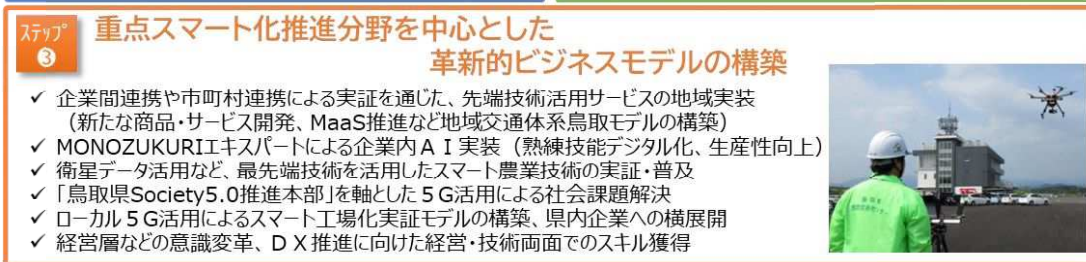 ステップ
❸
重点スマート化推進分野を中心とした
革新的ビジネスモデルの構築
✓ 企業間連携や市町村連携による実証を通じた、先端技術活用サービスの地域実装
（新たな商品・サービス開発、MaaS推進など地域交通体系鳥取モデルの構築）
✓ MONOZUKURIエキスパートによる企業内ＡＩ実装（熟練技能デジタル化、生産性向上）
✓ 衛星データ活用など、最先端技術を活用したスマート農業技術の実証・普及
✓ 「鳥取県Society5.0推進本部」を軸とした５G活用による社会課題解決
✓ ローカル５G活用によるスマート工場化実証モデルの構築、県内企業への横展開
✓ 経営層などの意識変革、ＤＸ推進に向けた経営・技術両面でのスキル獲得